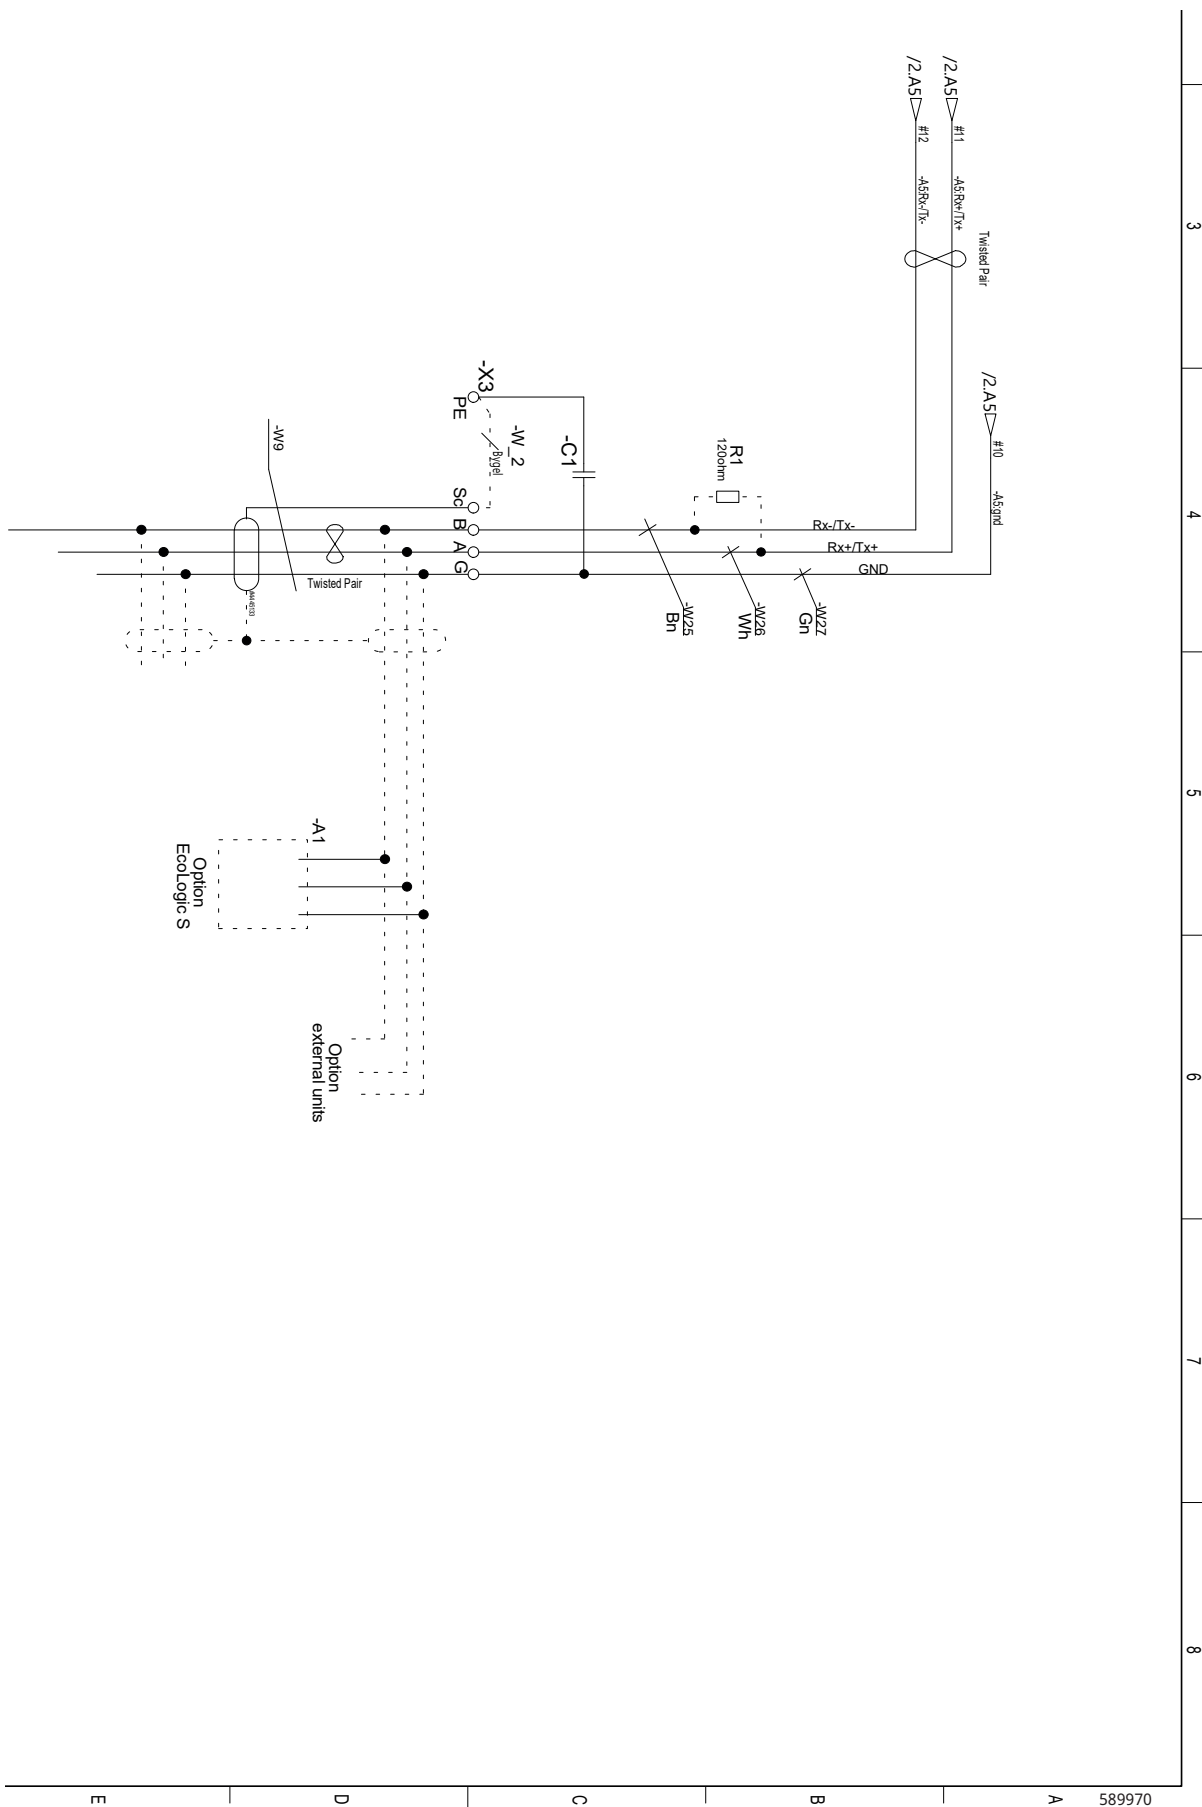 /2.A5
#12
-A5:Rx-/Tx-
/2.A5
#11
-A5:Rx+/Tx+
Twisted Pair
/2.A5
#10
-A5:gnd
3
4
5
6
7
8
-X3
PE
Sc
B
A
G
-W_2
Bygel
-C1
R1
120ohm
Rx-/Tx-
Rx+/Tx+
GND
-W25
Bn
-W26
Wh
-W27
Gn
-W9
Twisted Pair
-A1
Option
EcoLogic S
Option
external units
E
D
C
B
A
589970